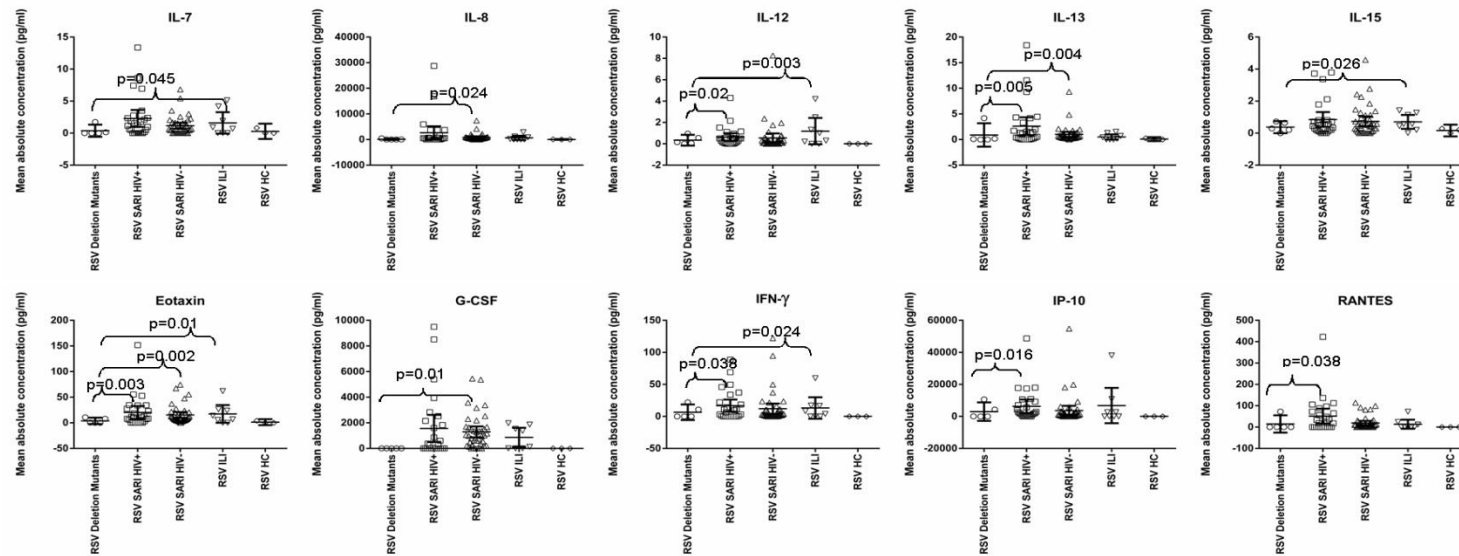 IL-7
Mean absolute concentration (pg/ml)
15
10
5
0
-5
p=0.045
RSV Deletion Mutants
RSV SARI HIV+
RSV SARI HIV-
RSV ILI
RSV HC
IL-8
Mean absolute concentration (pg/ml)
40000
30000
20000
10000
0
-10000
p=0.024
RSV Deletion Mutants
RSV SARI HIV+
RSV SARI HIV-
RSV ILI
RSV HC
IL-12
Mean absolute concentration (pg/ml)
10
8
6
4
2
0
-2
p=0.003
p=0.02
RSV Deletion Mutants
RSV SARI HIV+
RSV SARI HIV-
RSV ILI
RSV HC
IL-13
Mean absolute concentration (pg/ml)
20
15
10
5
0
-5
p=0.004
p=0.005
RSV Deletion Mutants
RSV SARI HIV+
RSV SARI HIV-
RSV ILI
RSV HC
IL-15
Mean absolute concentration (pg/ml)
6
4
2
0
-2
p=0.026
RSV Deletion Mutants
RSV SARI HIV+
RSV SARI HIV-
RSV ILI
RSV HC
Eotaxin
Mean absolute concentration (pg/ml)
200
150
100
50
0
-50
p=0.01
p=0.002
p=0.003
RSV Deletion Mutants
RSV SARI HIV+
RSV SARI HIV-
RSV ILI
RSV HC
G-CSF
Mean absolute concentration (pg/ml)
10000
8000
6000
4000
2000
0
p=0.01
RSV Deletion Mutants
RSV SARI HIV+
RSV SARI HIV-
RSV ILI
RSV HC
IFN-γ
Mean absolute concentration (pg/ml)
150
100
50
0
-50
p=0.024
p=0.038
RSV Deletion Mutants
RSV SARI HIV+
RSV SARI HIV-
RSV ILI
RSV HC
IP-10
Mean absolute concentration (pg/ml)
60000
40000
20000
0
-20000
p=0.016
RSV Deletion Mutants
RSV SARI HIV+
RSV SARI HIV-
RSV ILI
RSV HC
RANTES
Mean absolute concentration (pg/ml)
500
400
300
200
100
0
-100
p=0.038
RSV Deletion Mutants
RSV SARI HIV+
RSV SARI HIV-
RSV ILI
RSV HC